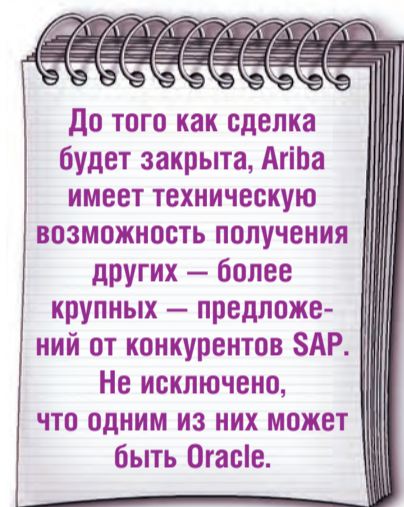 До того как сделка
будет закрыта, Ariba
имеет техническую
возможность получения
других — более
крупных — предложе-
ний от конкурентов SAP.
Не исключено,
что одним из них может
быть Oracle.